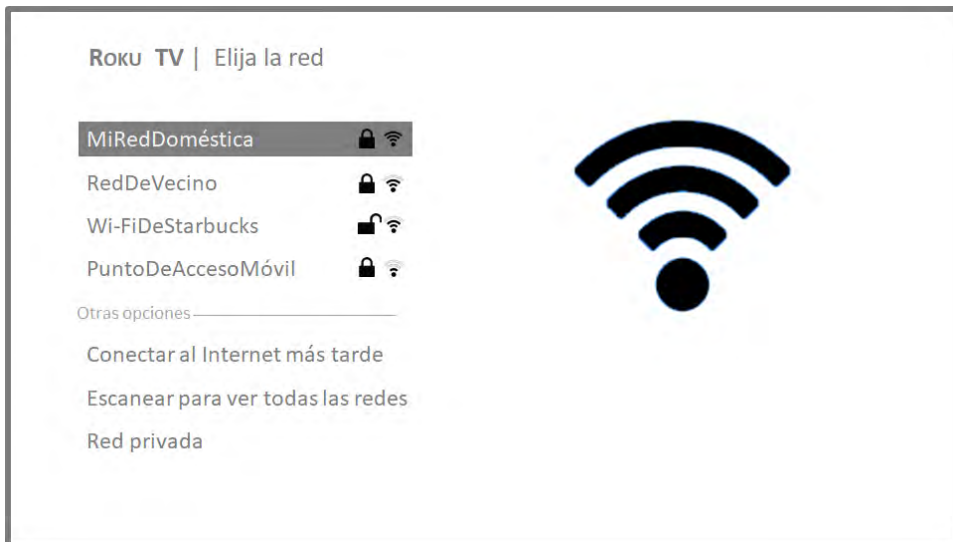 ROKU TV | Elija la red
MiRedDoméstica
RedDeVecino
Wi-FiDeStarbucks
PuntoDeAccesoMóvil
Otras opciones
Conectar al Internet más tarde
Escanear para ver todas las redes
Red privada